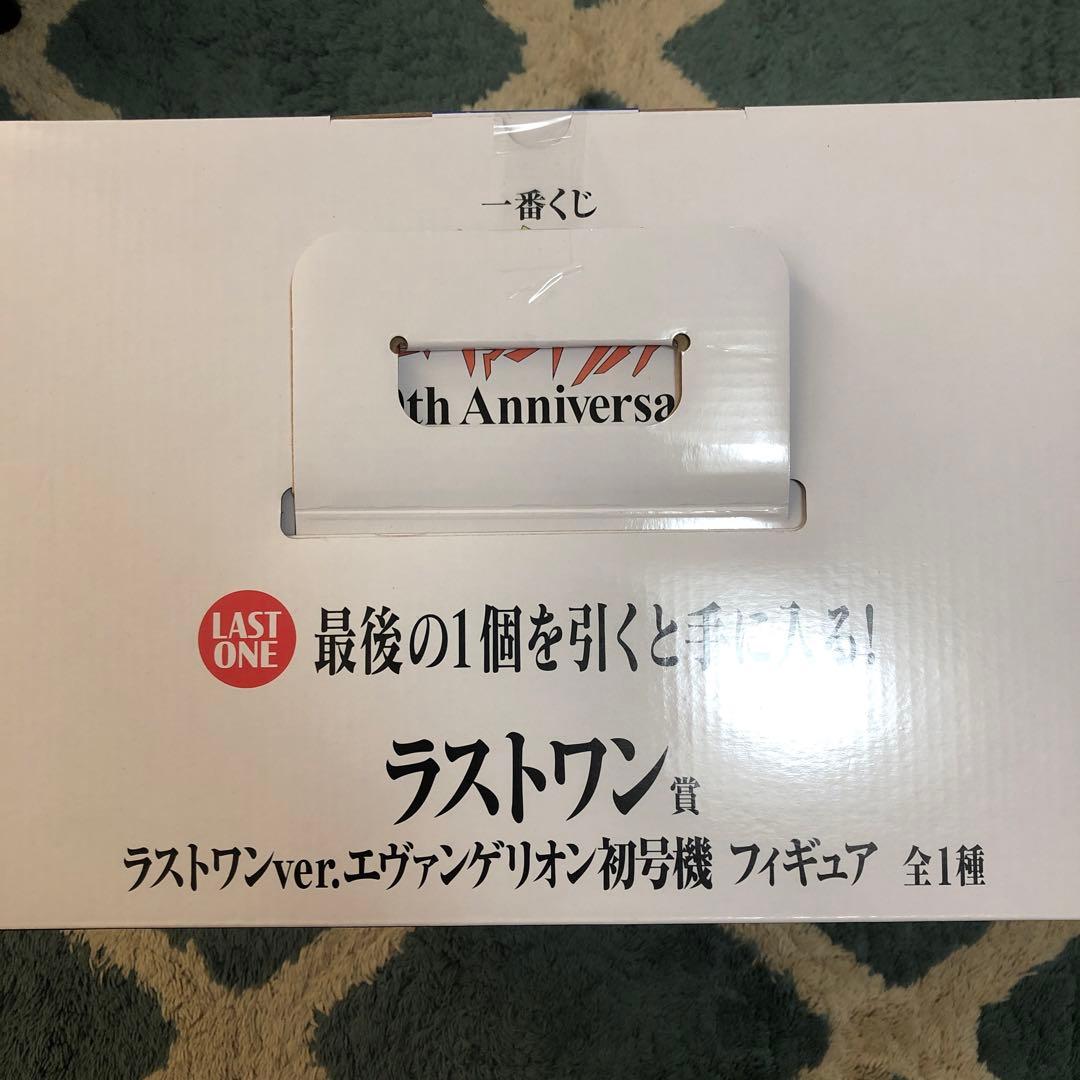 一番くじ
th Anniversa
LAST
ONE
最後の1個を引くと手に入る!
ラストワン賞
ラストワンver.エヴァンゲリオン初号機 フィギュア 全1種